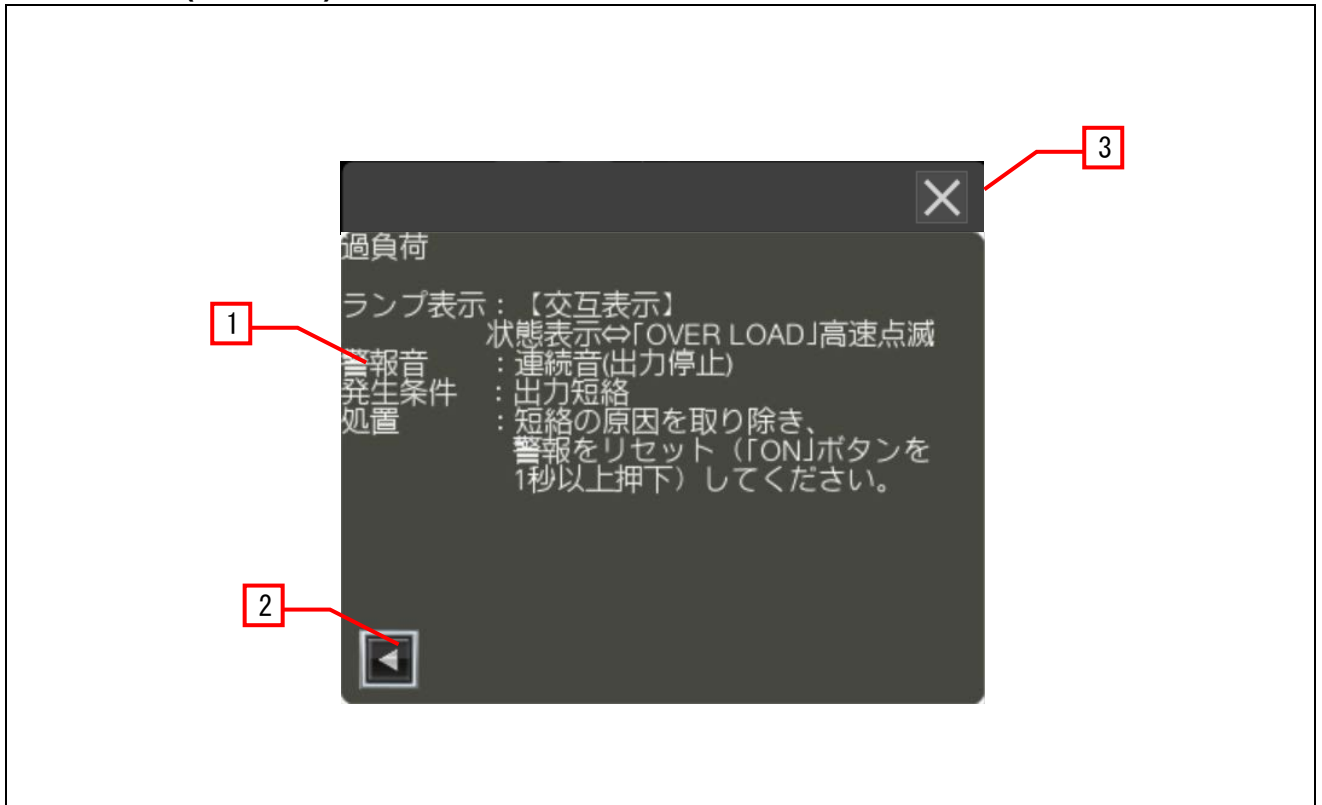 3
過負荷
ランプ表示:【交互表示】
状態表示⇔「OVER LOAD」高速点滅
1
警報音 :連続音(出力停止)
発生条件 :出力短絡
処置 :短絡の原因を取り除き、
警報をリセット(「ON」ボタンを
1秒以上押下)してください。
2